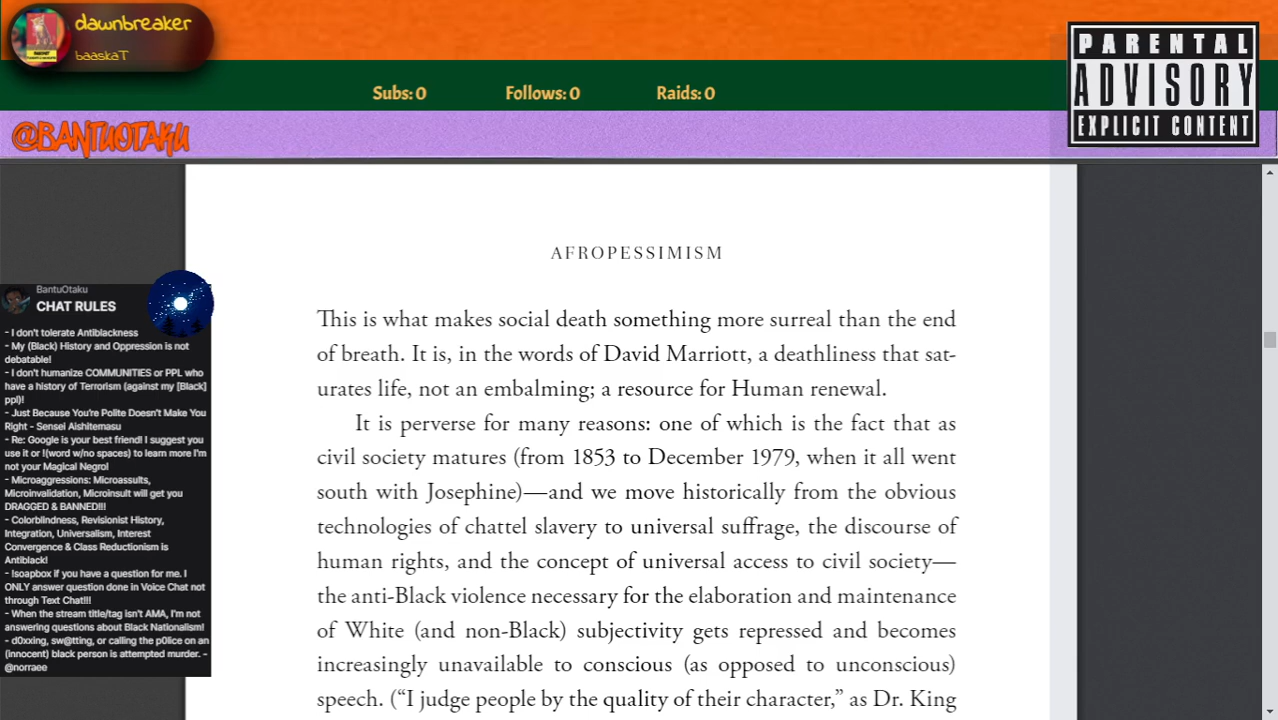 dawnbreaker
baaskaT
PARENTAL
ADVISORY
EXPLICIT CONTENT
Subs: 0 Follows: 0 Raids: 0
@BANTUOTAKU
AFROPESSIMISM
This is what makes social death something more surreal than the end
of breath. It is, in the words of David Marriott, a deathliness that sat-
urates life, not an embalming; a resource for Human renewal.
It is perverse for many reasons: one of which is the fact that as
civil society matures (from 1853 to December 1979, when it all went
south with Josephine)—and we move historically from the obvious
technologies of chattel slavery to universal suffrage, the discourse of
human rights, and the concept of universal access to civil society—
the anti-Black violence necessary for the elaboration and maintenance
of White (and non-Black) subjectivity gets repressed and becomes
increasingly unavailable to conscious (as opposed to unconscious)
speech. (“I judge people by the quality of their character,” as Dr. King
BantuOtaku
CHAT RULES
- I don't tolerate Antiblackness
- My (Black) History and Oppression is not
debatable!
- I don't humanize COMMUNITIES or PPL who
have a history of Terrorism (against my [Black]
ppl)!
- Just Because You're Polite Doesn't Make You
Right - Sensei Aishitemasu
- Re: Google is your best friend! I suggest you
use it or !(word w/no spaces) to learn more I'm
not your Magical Negro!
- Microaggressions: Microassults,
Microinvalidation, Microinsult will get you
DRAGGED & BANNED!!!
- Colorblindness, Revisionist History,
Integration, Universalism, Interest
Convergence & Class Reductionism is
Antiblack!
- !soapbox if you have a question for me. I
ONLY answer question done in Voice Chat not
through Text Chat!!!
- When the stream title/tag isn't AMA, I'm not
answering questions about Black Nationalism!
- d0xxing, sw@tting, or calling the p0lice on an
(innocent) black person is attempted murder. -
@norraee